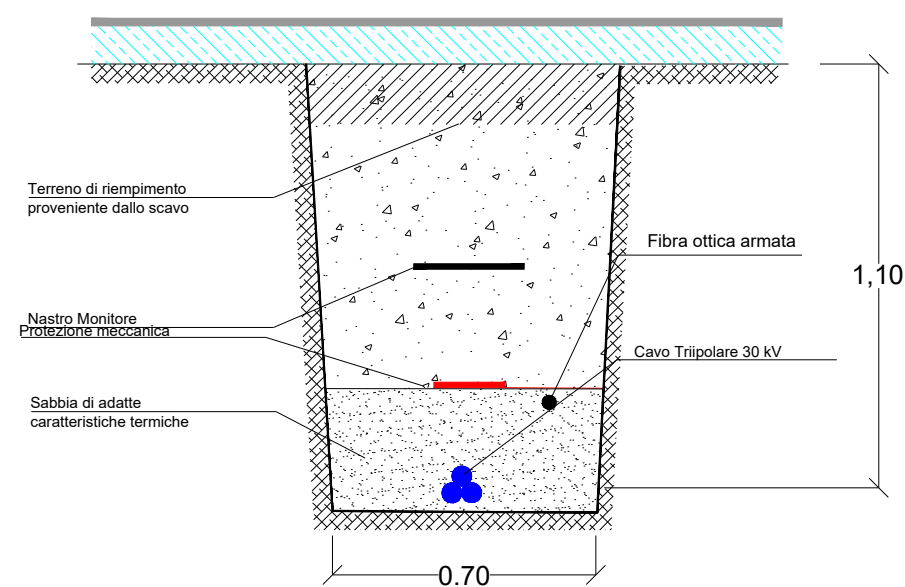 Terreno di riempimento
proveniente dallo scavo
Fibra ottica armata
1,10
Nastro Monitore
Protezione meccanica
Cavo Triipolare 30 kV
Sabbia di adatte
caratteristiche termiche
0.70